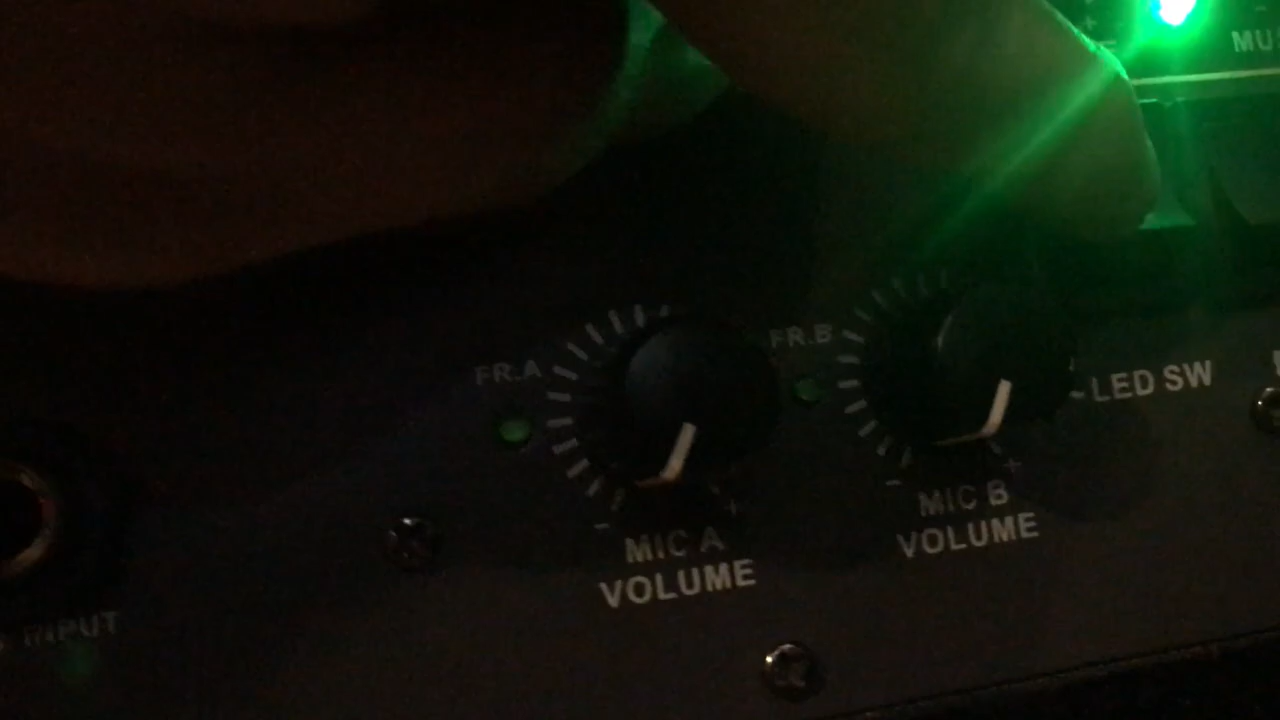 FR.A
FR.B
LED SW
- +
MIC A
VOLUME
- +
MIC B
VOLUME
INPUT